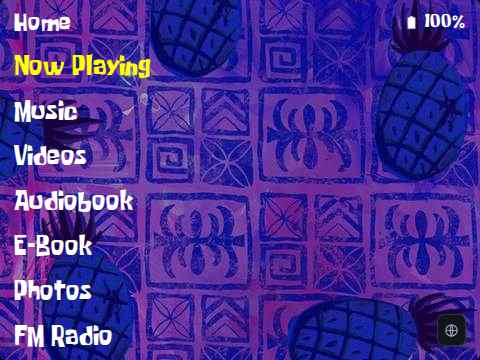 Home
100%
Now Playing
Music
Videos
Audiobook
E-Book
Photos
FM Radio